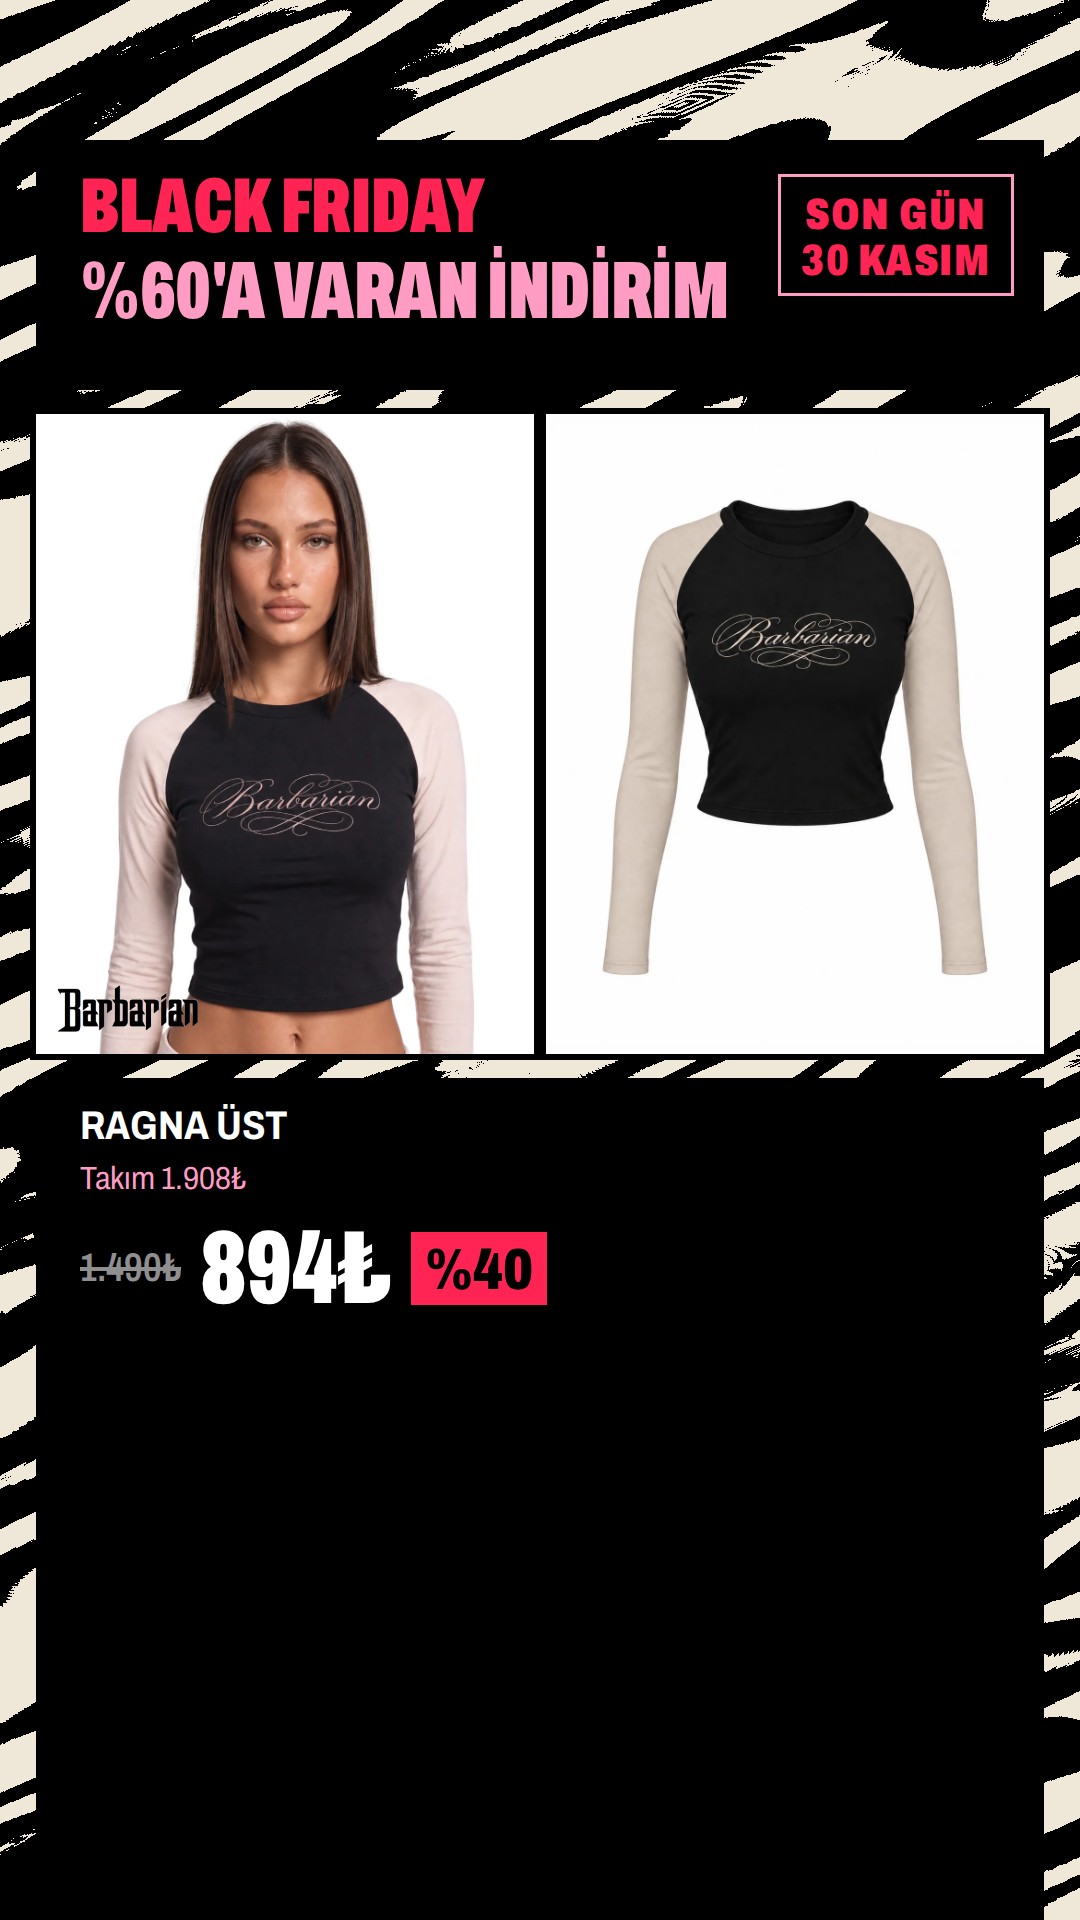 BLACK FRIDAY
%60'A VARAN İNDİRİM
SON GÜN
30 KASIM
Barbarian
Barbarian
Barbarian
RAGNA ÜST
Takım 1.908₺
1.490₺ 894₺ %40